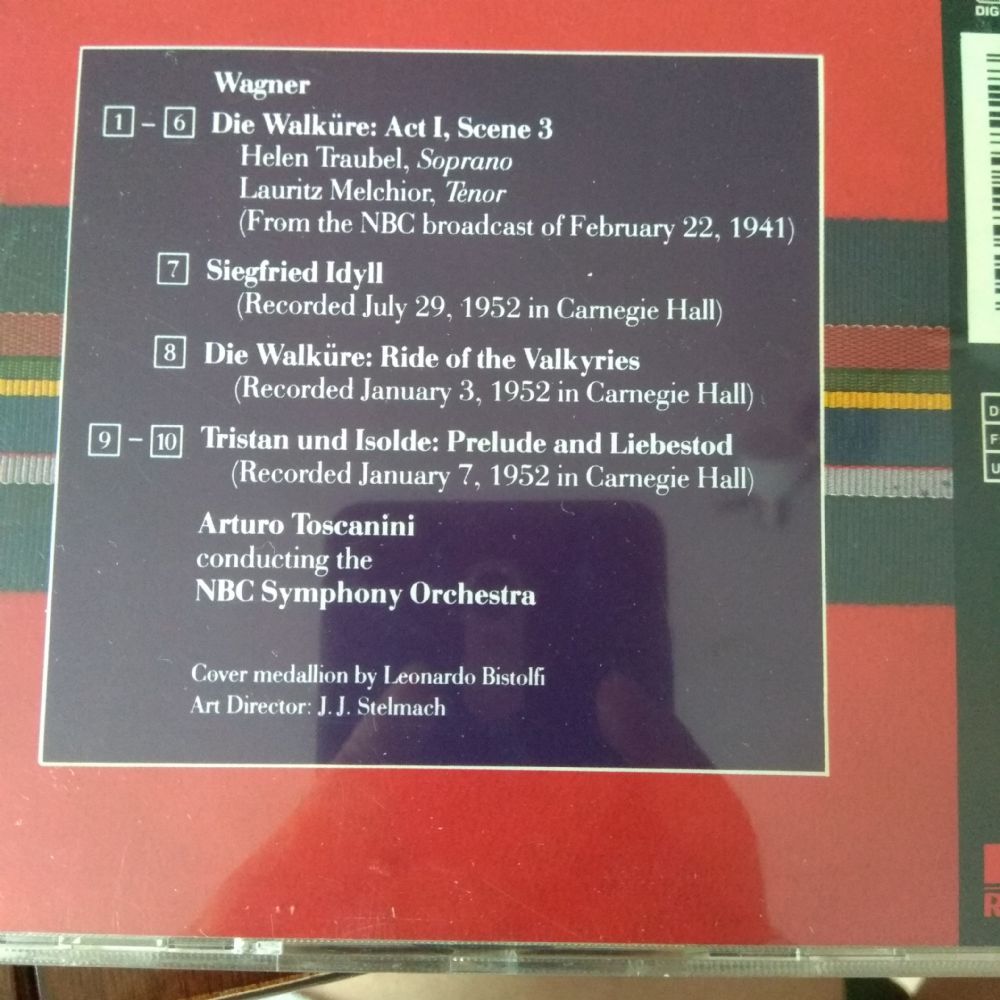 Wagner
1 – 6 Die Walküre: Act I, Scene 3
Helen Traubel, Soprano
Lauritz Melchior, Tenor
(From the NBC broadcast of February 22, 1941)
7 Siegfried Idyll
(Recorded July 29, 1952 in Carnegie Hall)
8 Die Walküre: Ride of the Valkyries
(Recorded January 3, 1952 in Carnegie Hall)
9 – 10 Tristan und Isolde: Prelude and Liebestod
(Recorded January 7, 1952 in Carnegie Hall)
Arturo Toscanini
conducting the
NBC Symphony Orchestra
Cover medallion by Leonardo Bistolfi
Art Director: J. J. Stelmach
DIG
D
F
U
R